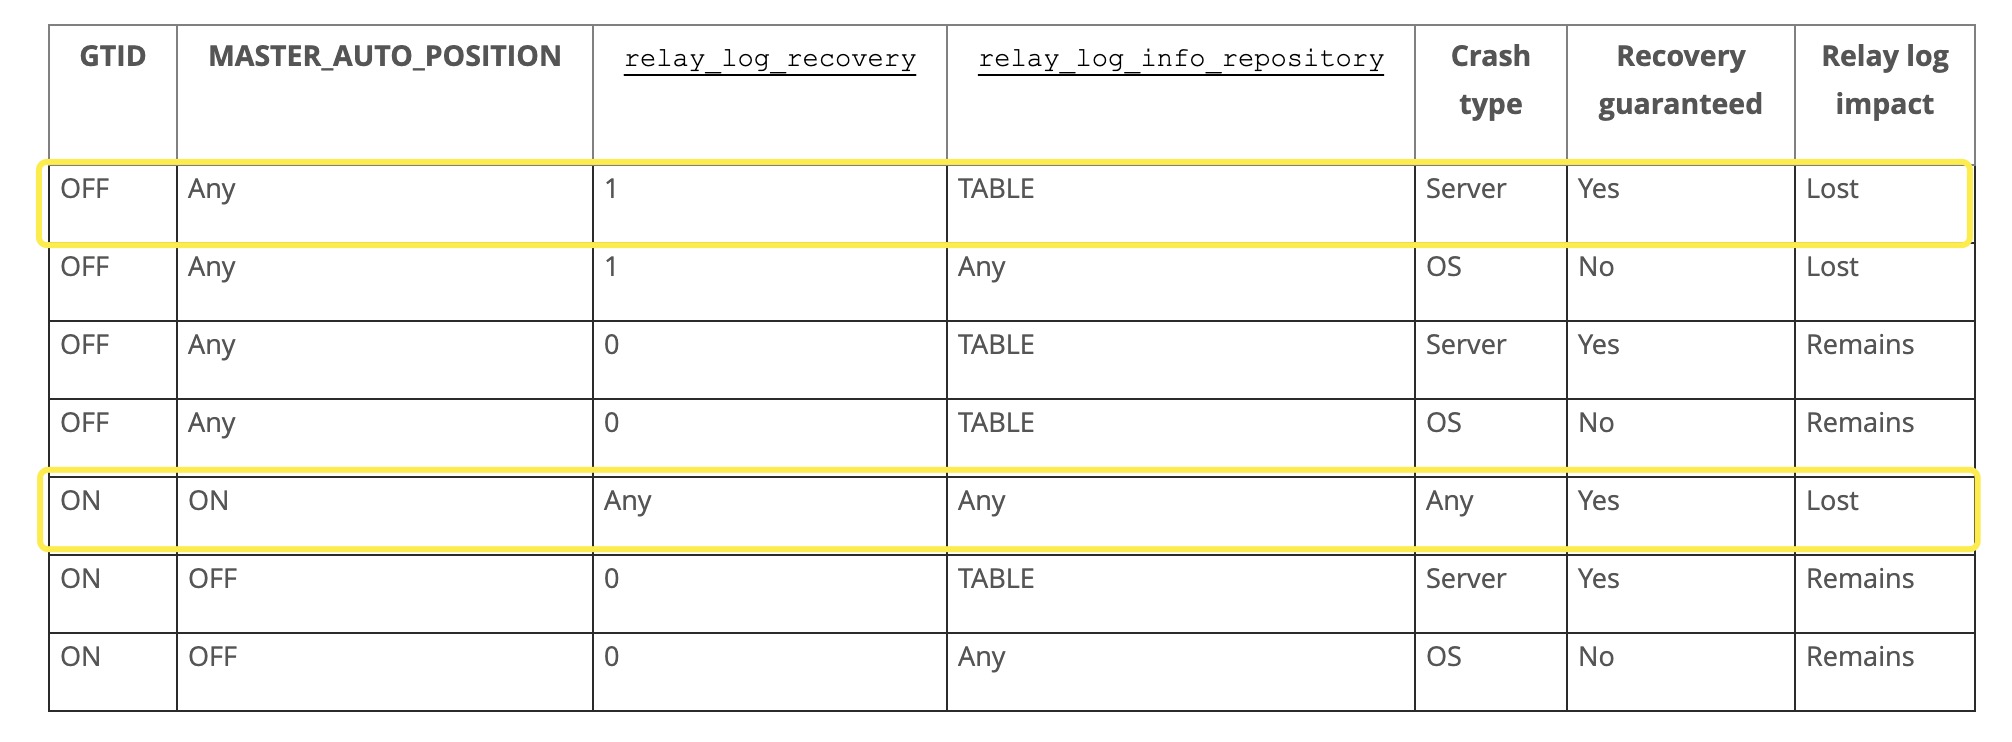 GTID MASTER_AUTO_POSITION relay_log_recovery relay_log_info_repository Crash type Recovery guaranteed Relay log impact
OFF Any 1 TABLE Server Yes Lost
OFF Any 1 Any OS No Lost
OFF Any 0 TABLE Server Yes Remains
OFF Any 0 TABLE OS No Remains
ON ON Any Any Any Yes Lost
ON OFF 0 TABLE Server Yes Remains
ON OFF 0 Any OS No Remains